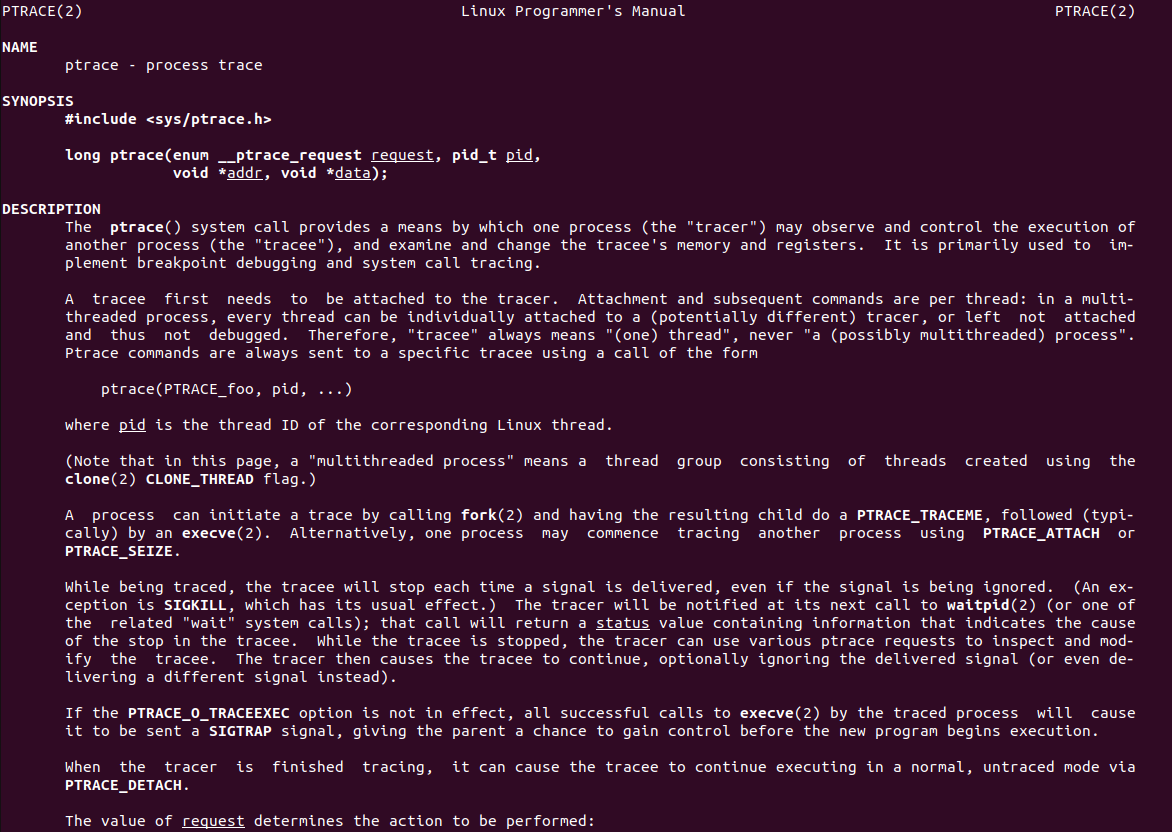 PTRACE(2) Linux Programmer's Manual PTRACE(2)
NAME
ptrace - process trace
SYNOPSIS
#include <sys/ptrace.h>
long ptrace(enum __ptrace_request request, pid_t pid,
void *addr, void *data);
DESCRIPTION
The ptrace() system call provides a means by which one process (the "tracer") may observe and control the execution of
another process (the "tracee"), and examine and change the tracee's memory and registers. It is primarily used to im-
plement breakpoint debugging and system call tracing.
A tracee first needs to be attached to the tracer. Attachment and subsequent commands are per thread: in a multi-
threaded process, every thread can be individually attached to a (potentially different) tracer, or left not attached
and thus not debugged. Therefore, "tracee" always means "(one) thread", never "a (possibly multithreaded) process".
Ptrace commands are always sent to a specific tracee using a call of the form
ptrace(PTRACE_foo, pid, ...)
where pid is the thread ID of the corresponding Linux thread.
(Note that in this page, a "multithreaded process" means a thread group consisting of threads created using the
clone(2) CLONE_THREAD flag.)
A process can initiate a trace by calling fork(2) and having the resulting child do a PTRACE_TRACEME, followed (typi-
cally) by an execve(2). Alternatively, one process may commence tracing another process using PTRACE_ATTACH or
PTRACE_SEIZE.
While being traced, the tracee will stop each time a signal is delivered, even if the signal is being ignored. (An ex-
ception is SIGKILL, which has its usual effect.) The tracer will be notified at its next call to waitpid(2) (or one of
the related "wait" system calls); that call will return a status value containing information that indicates the cause
of the stop in the tracee. While the tracee is stopped, the tracer can use various ptrace requests to inspect and mod-
ify the tracee. The tracer then causes the tracee to continue, optionally ignoring the delivered signal (or even de-
livering a different signal instead).
If the PTRACE_O_TRACEEXEC option is not in effect, all successful calls to execve(2) by the traced process will cause
it to be sent a SIGTRAP signal, giving the parent a chance to gain control before the new program begins execution.
When the tracer is finished tracing, it can cause the tracee to continue executing in a normal, untraced mode via
PTRACE_DETACH.
The value of request determines the action to be performed: